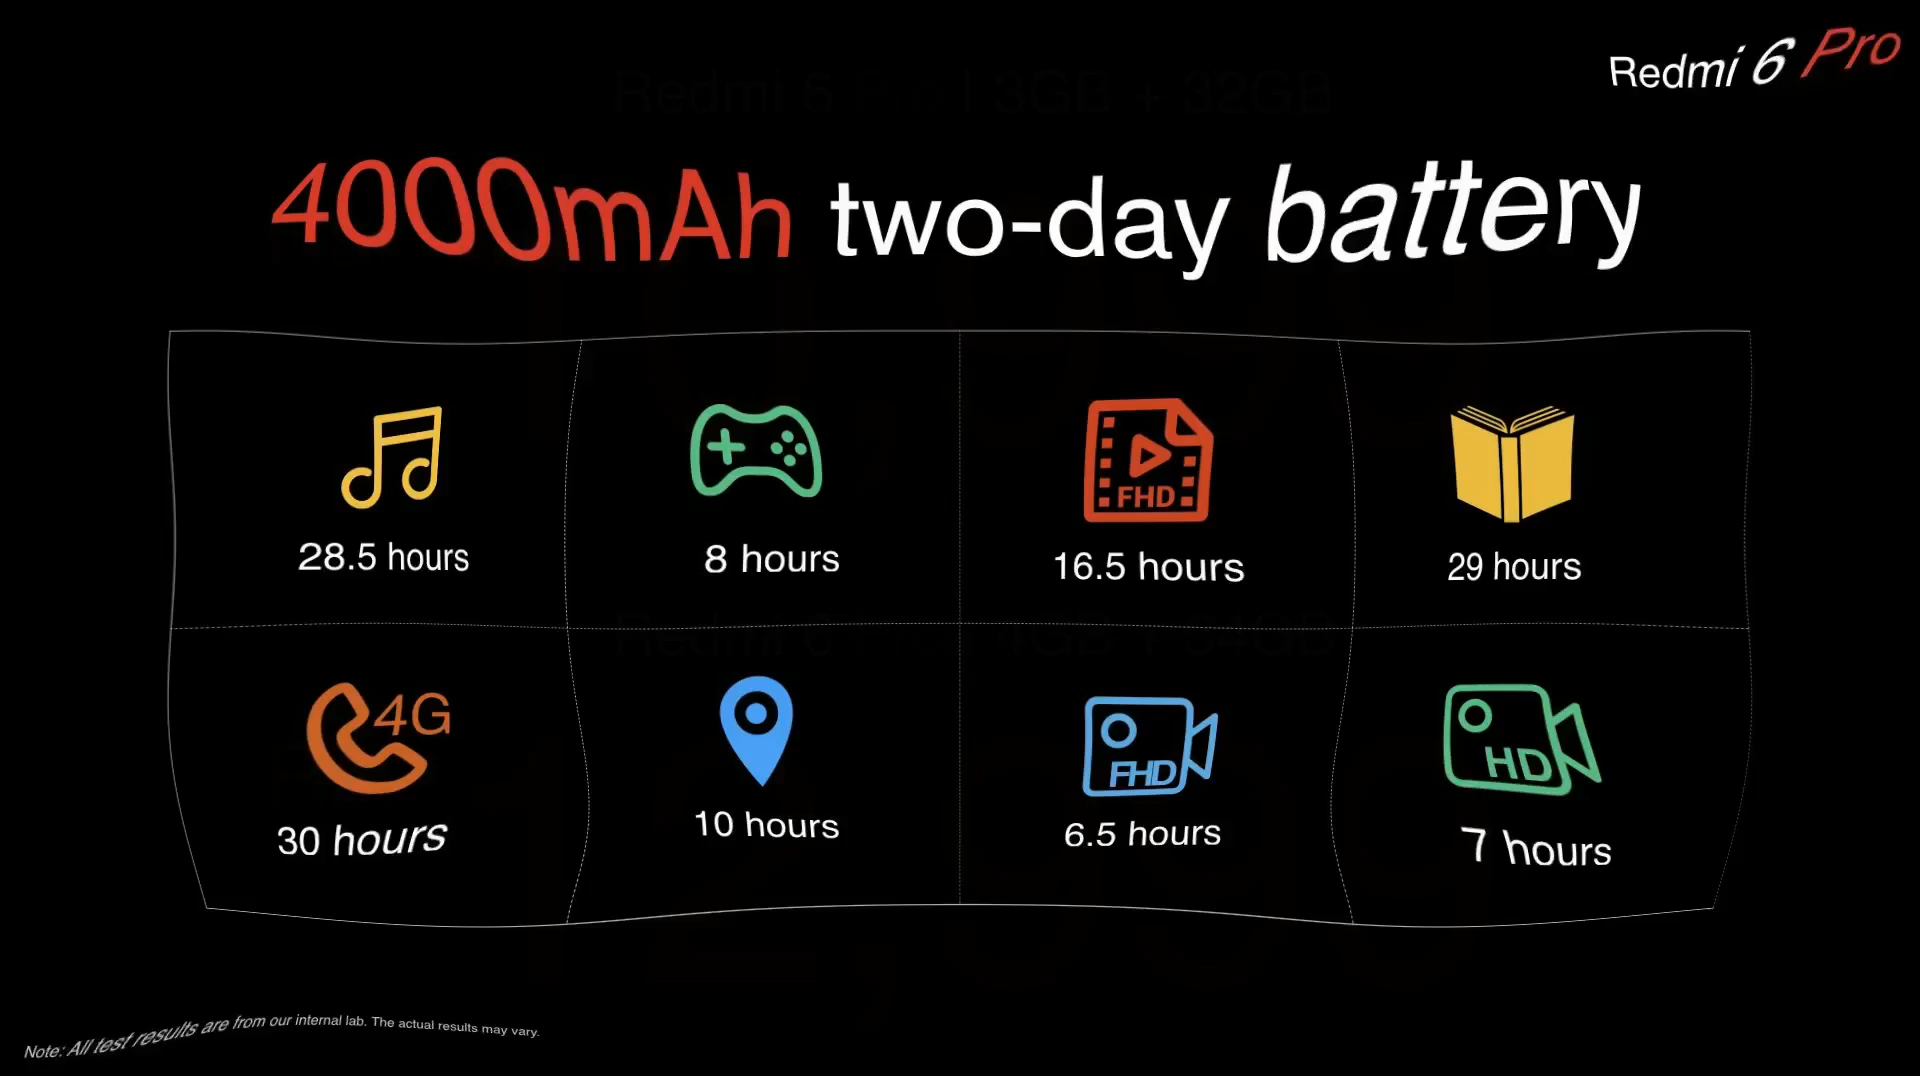 Redmi 6 Pro
4000mAh two-day battery
FHD
28.5 hours
8 hours
16.5 hours
29 hours
4G
FHD
HD
30 hours
10 hours
6.5 hours
7 hours
Note: All test results are from our internal lab. The actual results may vary.